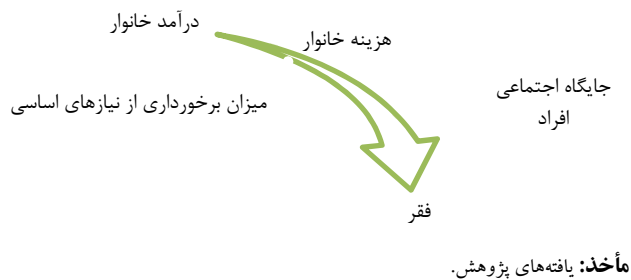 درآمد خانوار
هزینه خانوار
جایگاه اجتماعی
افراد
میزان برخورداری از نیازهای اساسی
فقر
مأخذ: یافته‌های پژوهش.